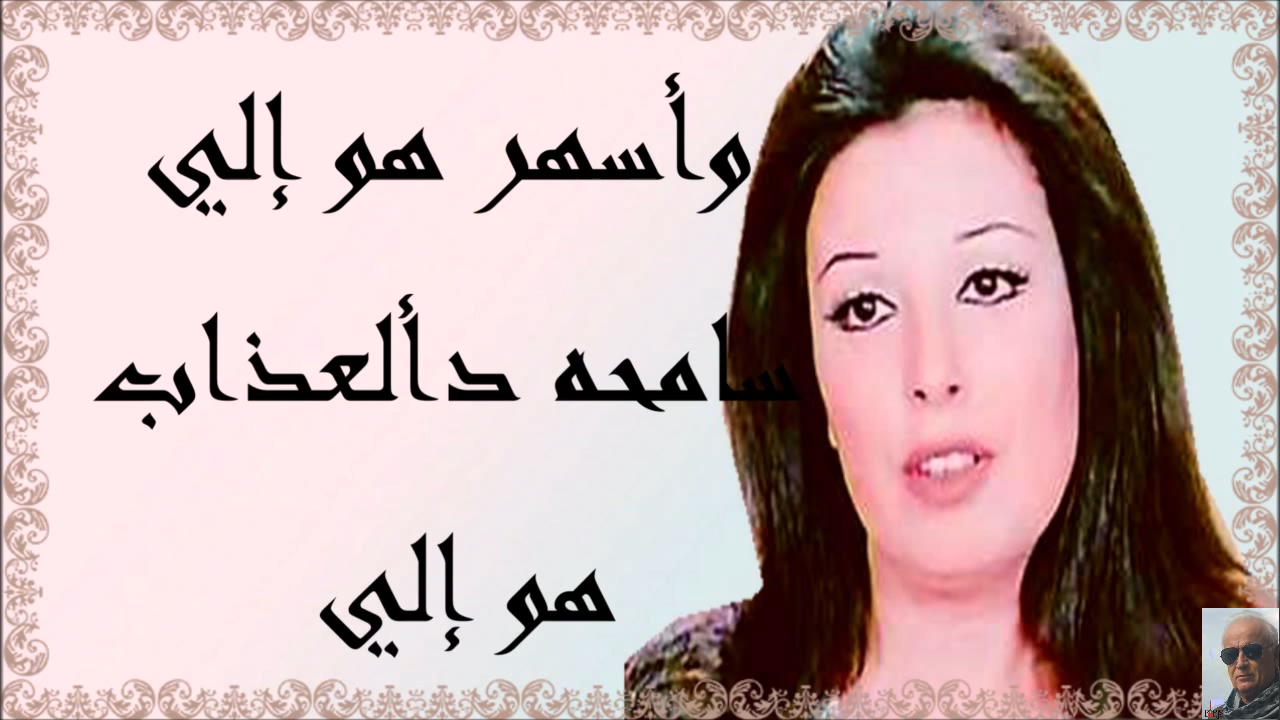 وأسهر هو إلي
سامحه دألعذاب
هو إلي